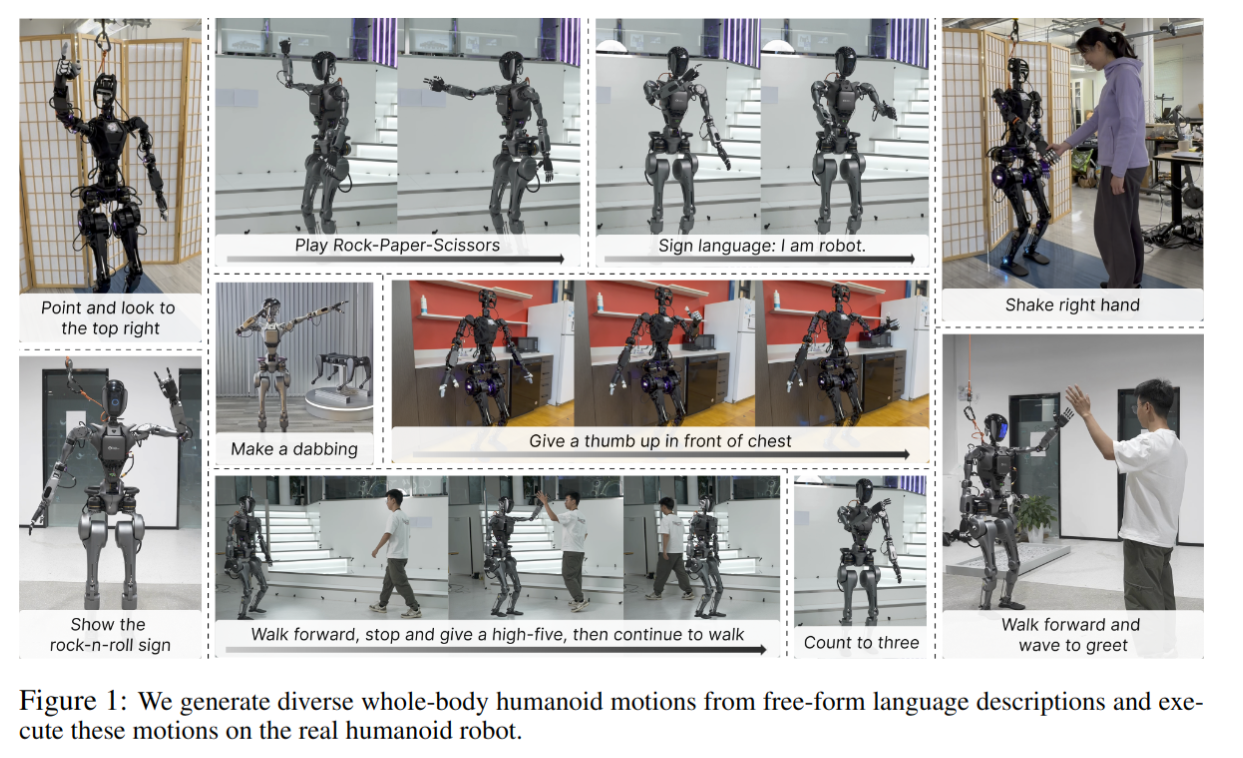 Point and look to
the top right
Play Rock-Paper-Scissors
Sign language: I am robot.
Shake right hand
Make a dabbing
Give a thumb up in front of chest
Show the
rock-n-roll sign
Walk forward, stop and give a high-five, then continue to walk
Count to three
Walk forward and
wave to greet
Figure 1: We generate diverse whole-body humanoid motions from free-form language descriptions and exe-
cute these motions on the real humanoid robot.